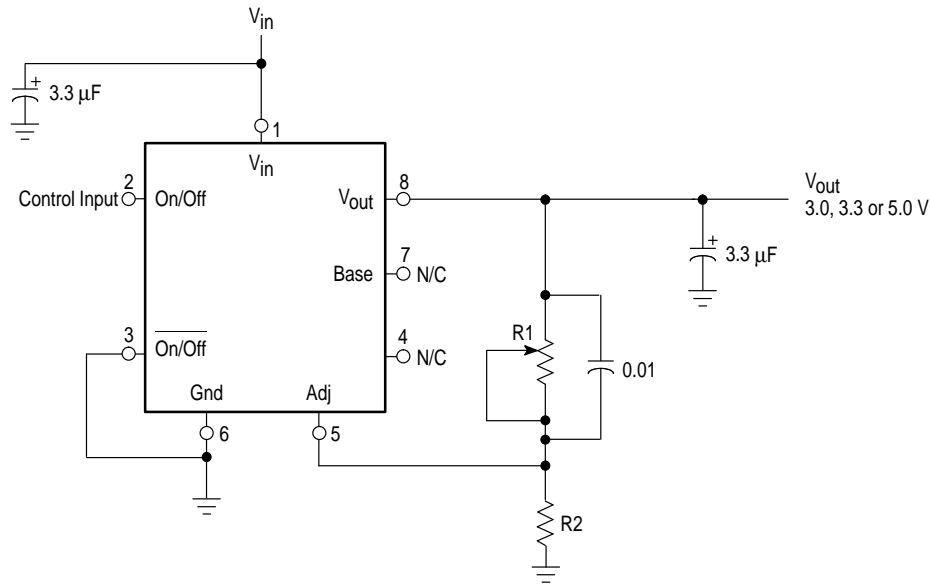 Vin
+
3.3 µF
1
Vin
2
Control Input
On/Off
Vout
8
Vout
3.0, 3.3 or 5.0 V
+
3.3 µF
7
Base
N/C
3
On/Off
4
N/C
R1
0.01
Gnd
Adj
6
5
R2